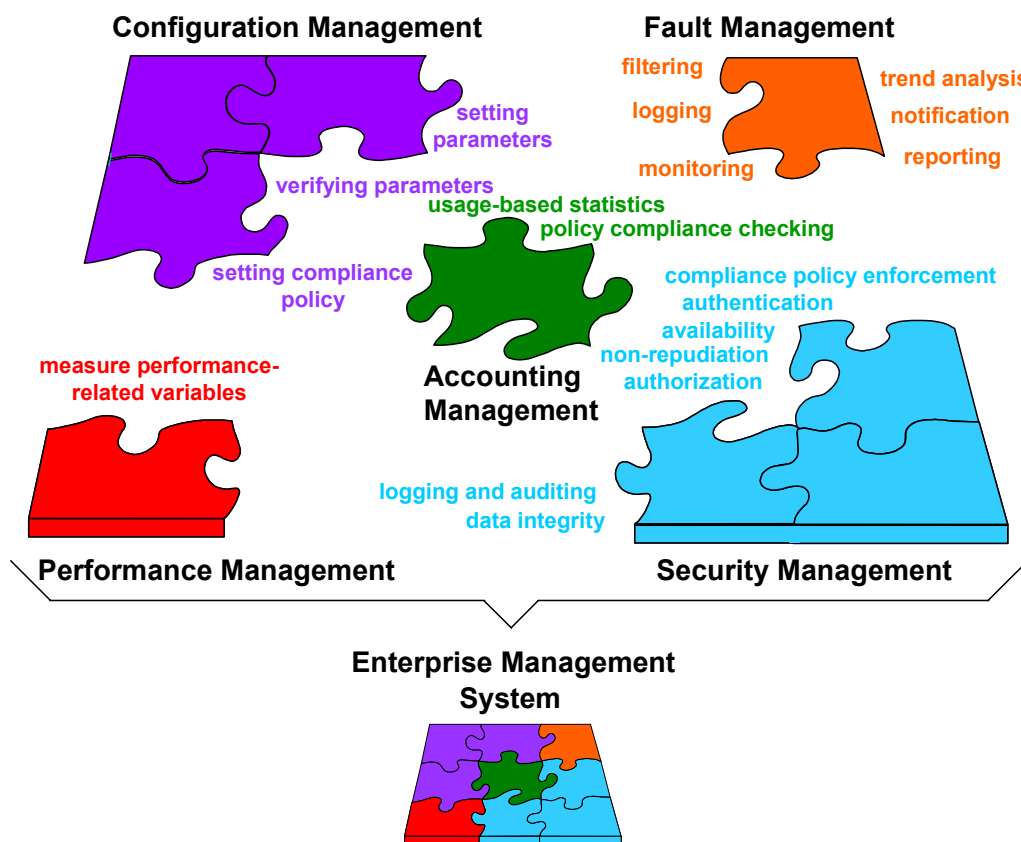 Configuration Management
Fault Management
filtering
trend analysis
logging
notification
monitoring
reporting
setting
parameters
verifying parameters
setting compliance
policy
usage-based statistics
policy compliance checking
Accounting
Management
compliance policy enforcement
authentication
availability
non-repudiation
authorization
measure performance-
related variables
logging and auditing
data integrity
Performance Management
Security Management
Enterprise Management
System